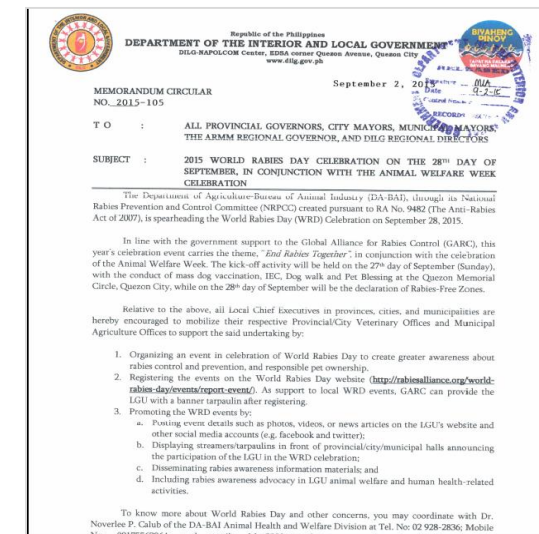 Republic of the Philippines
DEPARTMENT OF THE INTERIOR AND LOCAL GOVERNMENT
DILG-NAPOLCOM Center, EDSA corner Quezon Avenue, Quezon City
www.dilg.gov.ph
BIYAHENG
PINOY
September 2, 2015
RELEASED
Signature
Date 9-2-15
RECORDS
MEMORANDUM CIRCULAR
NO. 2015-105
TO : ALL PROVINCIAL GOVERNORS, CITY MAYORS, MUNICIPAL MAYORS,
THE ARMM REGIONAL GOVERNOR, AND DILG REGIONAL DIRECTORS
SUBJECT : 2015 WORLD RABIES DAY CELEBRATION ON THE 28TH DAY OF
SEPTEMBER, IN CONJUNCTION WITH THE ANIMAL WELFARE WEEK
CELEBRATION
The Department of Agriculture-Bureau of Animal Industry (DA-BAI), through its National
Rabies Prevention and Control Committee (NRPCC) created pursuant to RA No. 9482 (The Anti-Rabies
Act of 2007), is spearheading the World Rabies Day (WRD) Celebration on September 28, 2015.
In line with the government support to the Global Alliance for Rabies Control (GARC), this
year's celebration event carries the theme, "End Rabies Together", in conjunction with the celebration
of the Animal Welfare Week. The kick-off activity will be held on the 27th day of September (Sunday),
with the conduct of mass dog vaccination, IEC, Dog walk and Pet Blessing at the Quezon Memorial
Circle, Quezon City, while on the 28th day of September will be the declaration of Rabies-Free Zones.
Relative to the above, all Local Chief Executives in provinces, cities, and municipalities are
hereby encouraged to mobilize their respective Provincial/City Veterinary Offices and Municipal
Agriculture Offices to support the said undertaking by:
1. Organizing an event in celebration of World Rabies Day to create greater awareness about
rabies control and prevention, and responsible pet ownership.
2. Registering the events on the World Rabies Day website (http://rabiesalliance.org/world-
rabies-day/events/report-event/). As support to local WRD events, GARC can provide the
LGU with a banner tarpaulin after registering.
3. Promoting the WRD events by:
a. Posting event details such as photos, videos, or news articles on the LGU's website and
other social media accounts (e.g. facebook and twitter);
b. Displaying streamers/tarpaulins in front of provincial/city/municipal halls announcing
the participation of the LGU in the WRD celebration;
c. Disseminating rabies awareness information materials; and
d. Including rabies awareness advocacy in LGU animal welfare and human health-related
activities.
To know more about World Rabies Day and other concerns, you may coordinate with Dr.
Noverlee P. Calub of the DA-BAI Animal Health and Welfare Division at Tel. No: 02 928-2836; Mobile